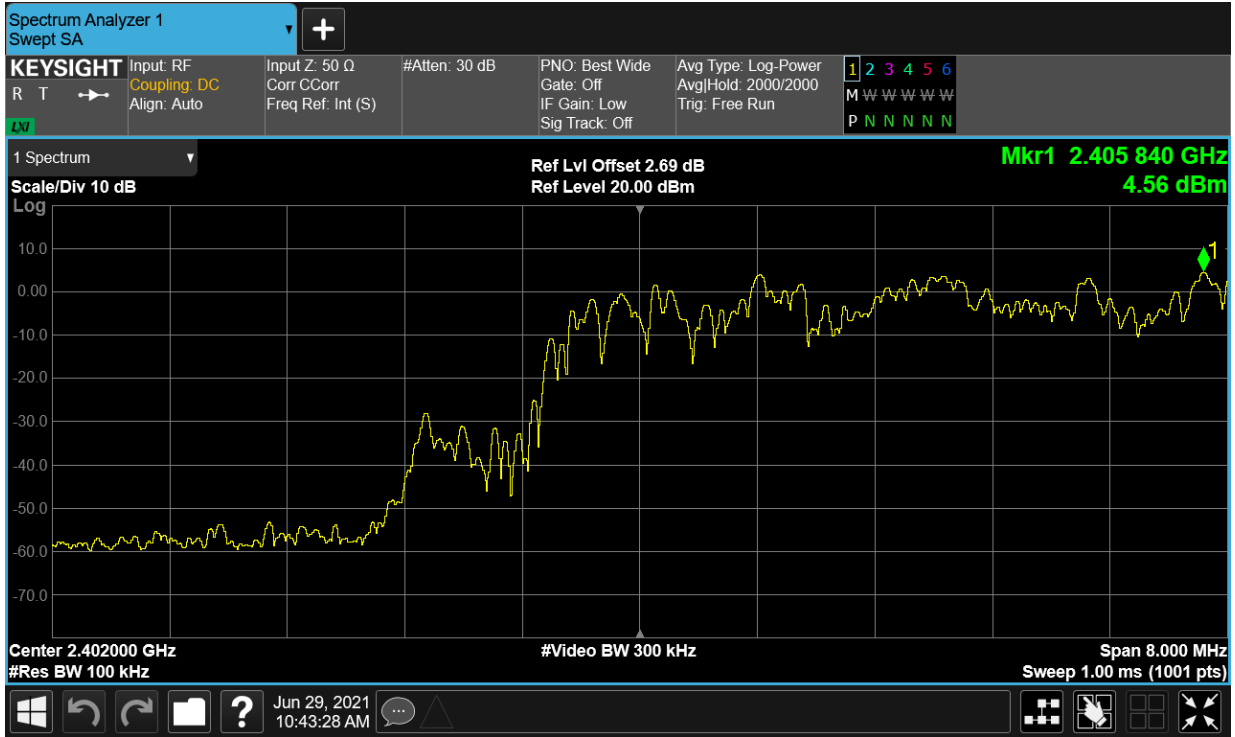 Spectrum Analyzer 1
Swept SA
KEYSIGHT
R T
LXI
Input: RF
Coupling: DC
Align: Auto
Input Z: 50 Ω
Corr CCorr
Freq Ref: Int (S)
#Atten: 30 dB
PNO: Best Wide
Gate: Off
IF Gain: Low
Sig Track: Off
Avg Type: Log-Power
Avg|Hold: 2000/2000
Trig: Free Run
1 2 3 4 5 6
M W W W W W
P N N N N N
1 Spectrum
Scale/Div 10 dB
Log
Ref Lvl Offset 2.69 dB
Ref Level 20.00 dBm
Mkr1 2.405 840 GHz
4.56 dBm
1
10.0
0.00
-10.0
-20.0
-30.0
-40.0
-50.0
-60.0
-70.0
Center 2.402000 GHz
#Res BW 100 kHz
#Video BW 300 kHz
Span 8.000 MHz
Sweep 1.00 ms (1001 pts)
?
Jun 29, 2021
10:43:28 AM